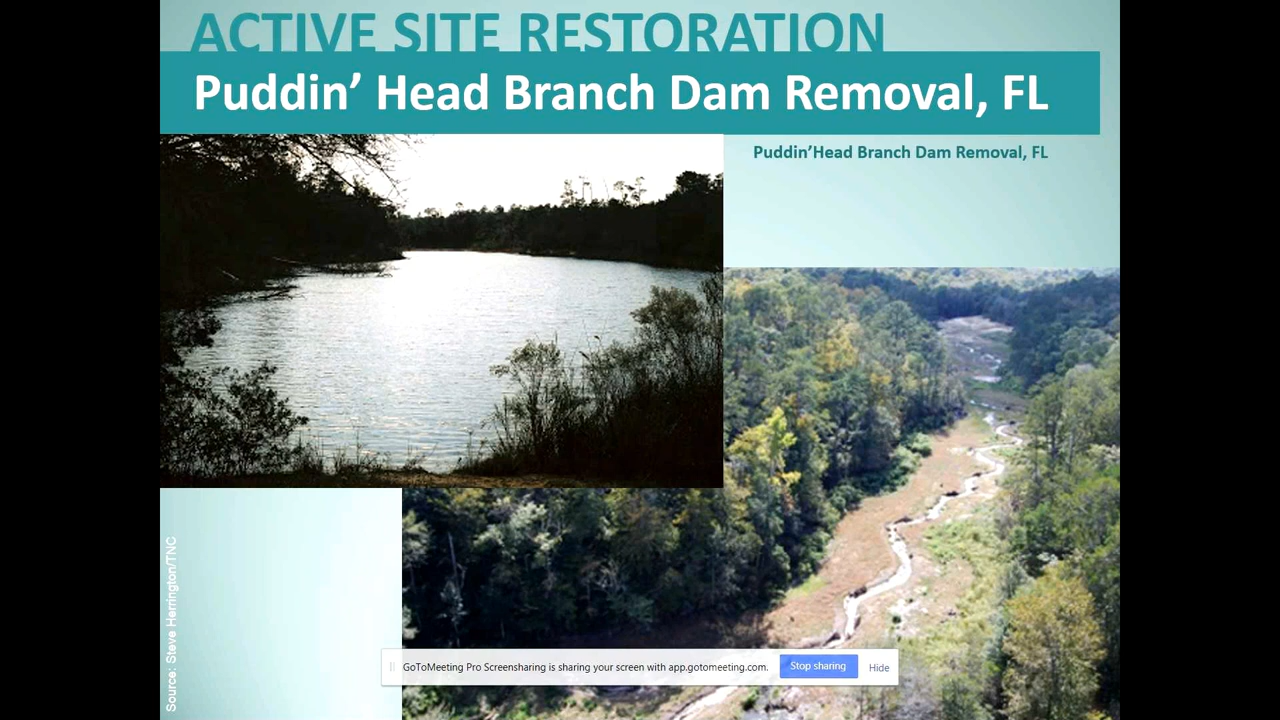 ACTIVE SITE RESTORATION
Puddin’ Head Branch Dam Removal, FL
Puddin’Head Branch Dam Removal, FL
Source: Steve Herrington/TNC
GoToMeeting Pro Screensharing is sharing your screen with app.gotomeeting.com.
Stop sharing
Hide